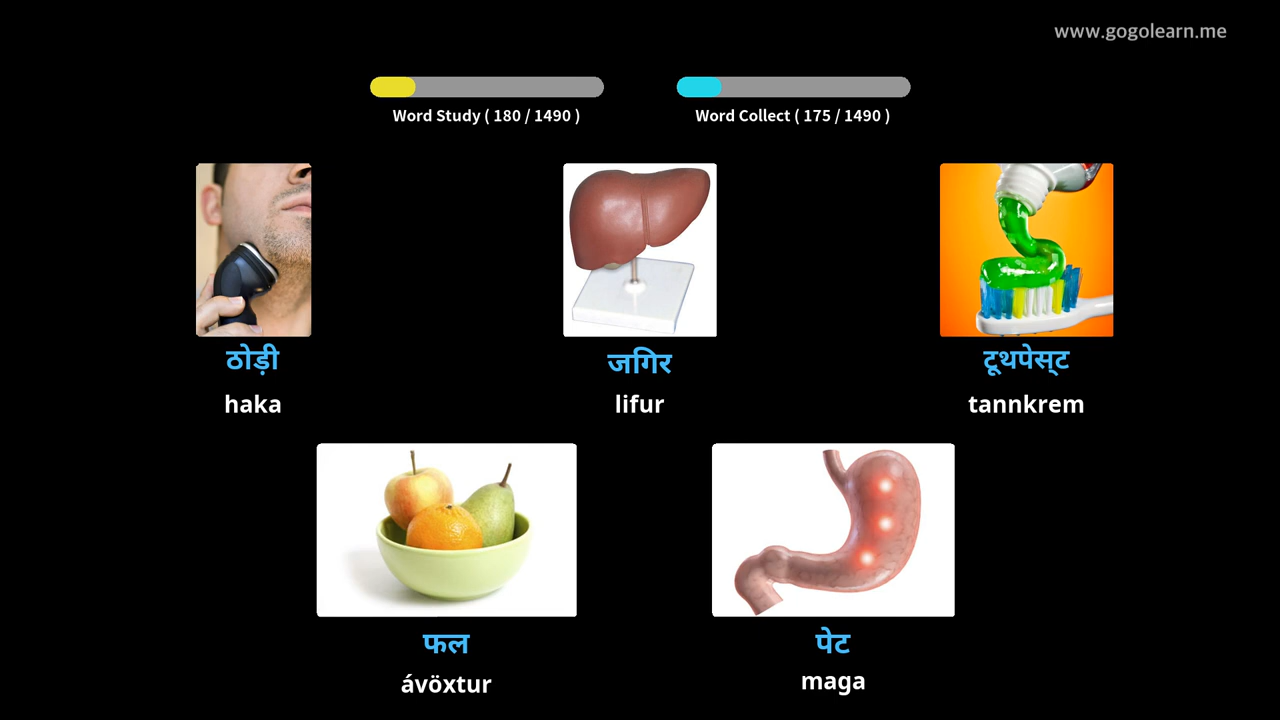 www.gogolearn.me
Word Study ( 180 / 1490 )
Word Collect ( 175 / 1490 )
ठोड़ी
जगिर
टूथपेस्ट
haka
lifur
tannkrem
फल
पेट
ávöxtur
maga